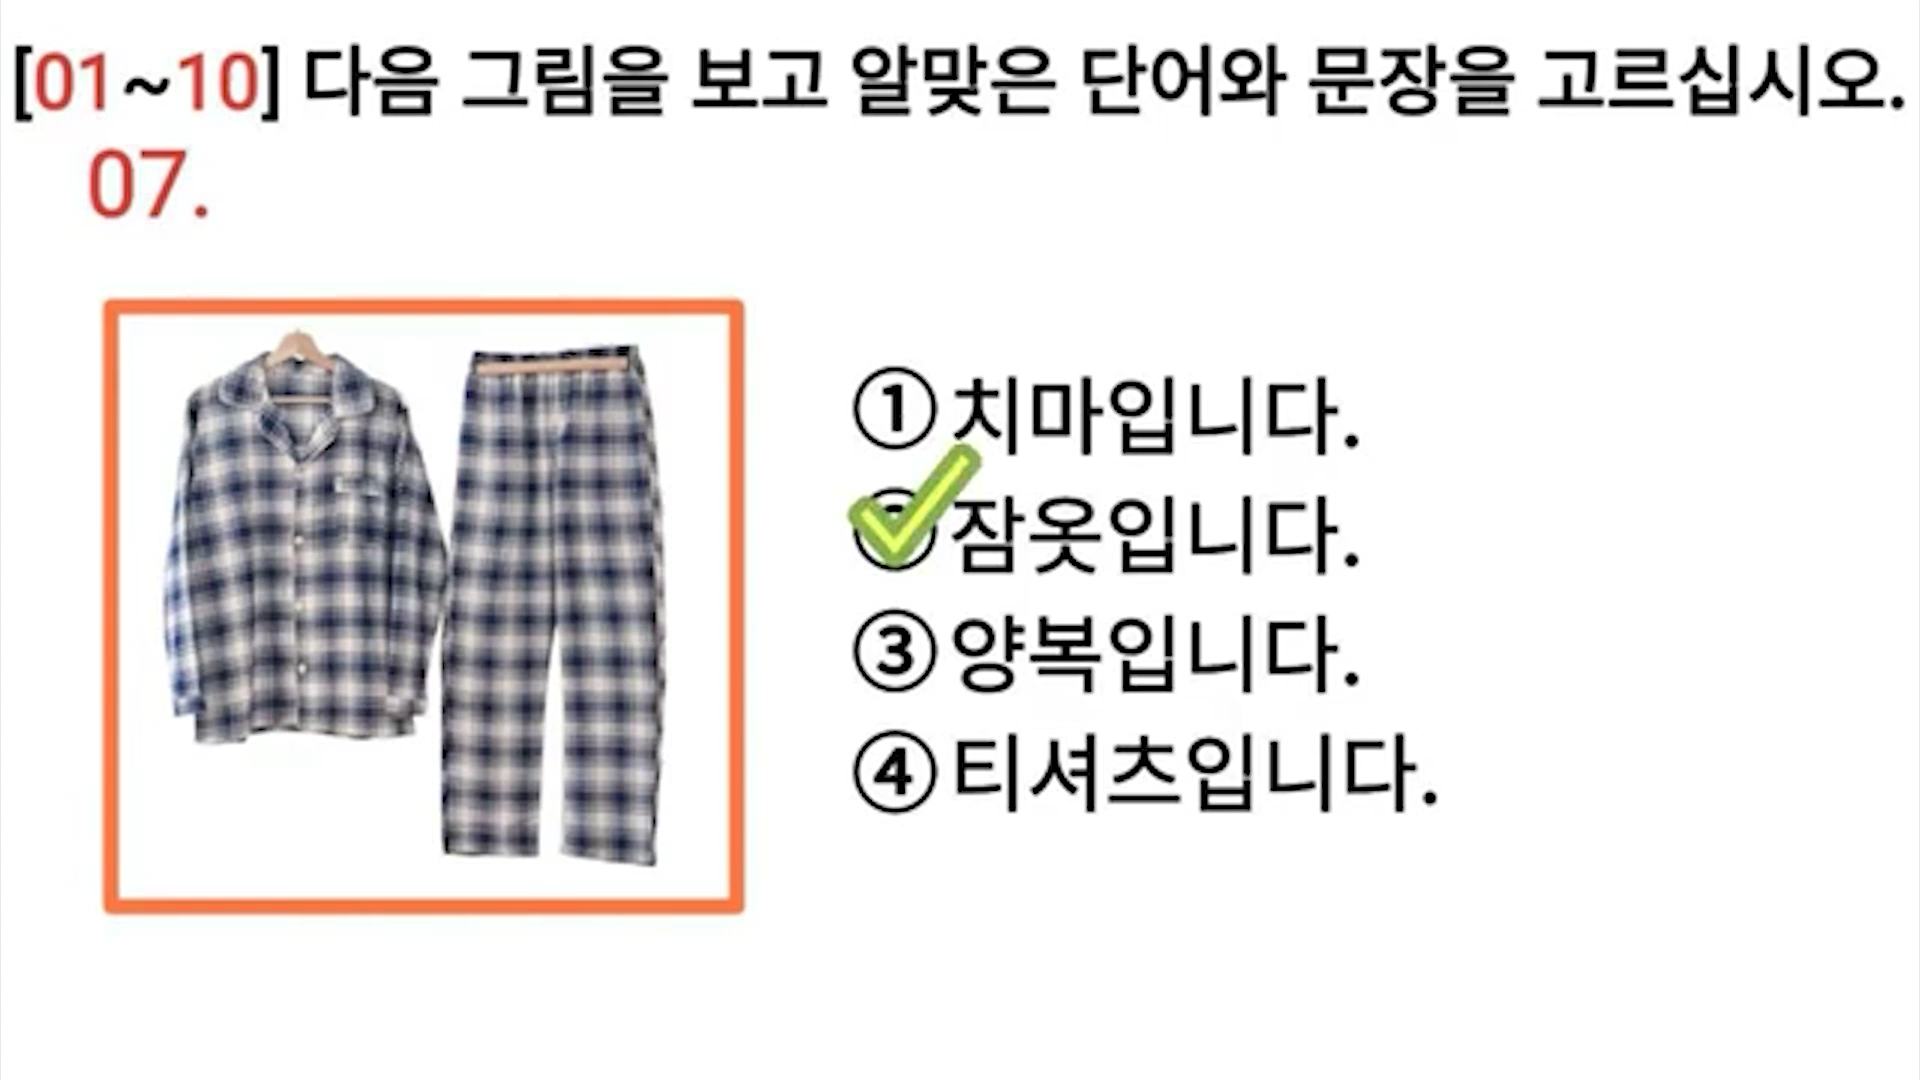 [01~10] 다음 그림을 보고 알맞은 단어와 문장을 고르십시오.
07.
① 치마입니다.
잠옷입니다.
③ 양복입니다.
④ 티셔츠입니다.